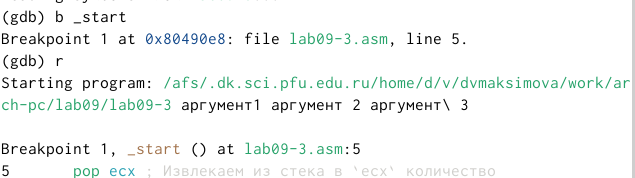 (gdb) b _start
Breakpoint 1 at 0x80490e8: file lab09-3.asm, line 5.
(gdb) r
Starting program: /afs/.dk.sci.pfu.edu.ru/home/d/v/dvmaksimova/work/ar
ch-pc/lab09/lab09-3 аргумент1 аргумент 2 аргумент\ 3
Breakpoint 1, _start () at lab09-3.asm:5
5 pop ecx ; Извлекаем из стека в `ecx` количество